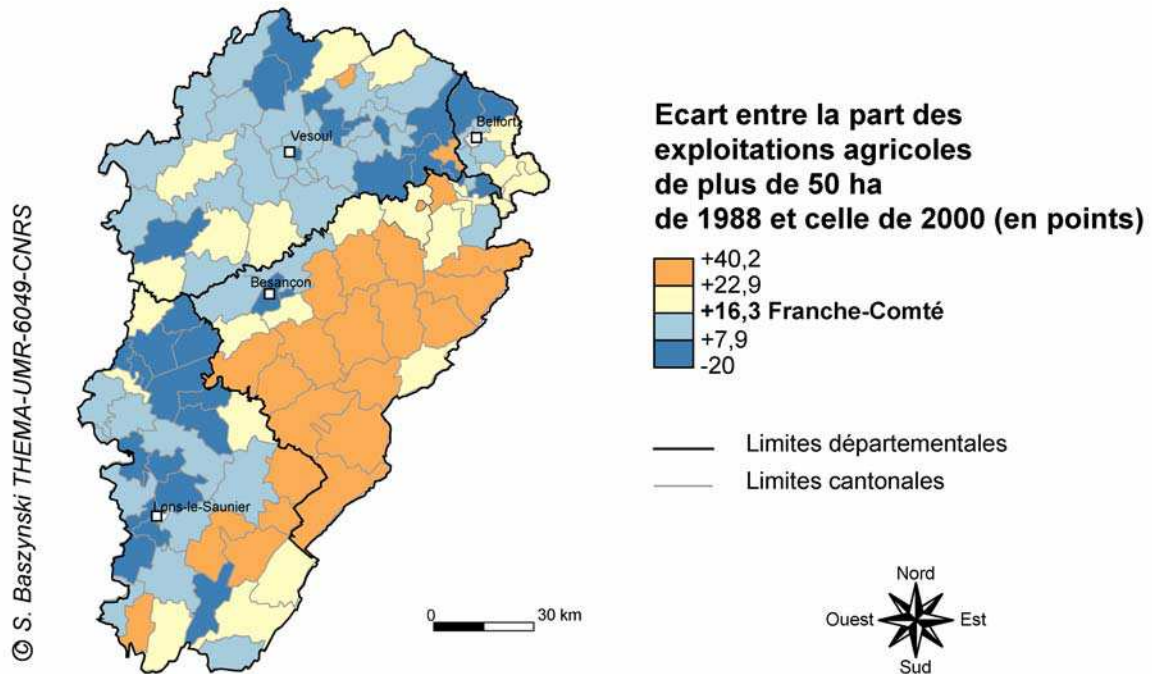 © S. Baszynski THEMA-UMR-6049-CNRS
Vesoul
Belfort
Besançon
Lons-le-Saunier
0 30 km
Ecart entre la part des
exploitations agricoles
de plus de 50 ha
de 1988 et celle de 2000 (en points)
+40,2
+22,9
+16,3 Franche-Comté
+7,9
-20
Limites départementales
Limites cantonales
Nord
Ouest Est
Sud